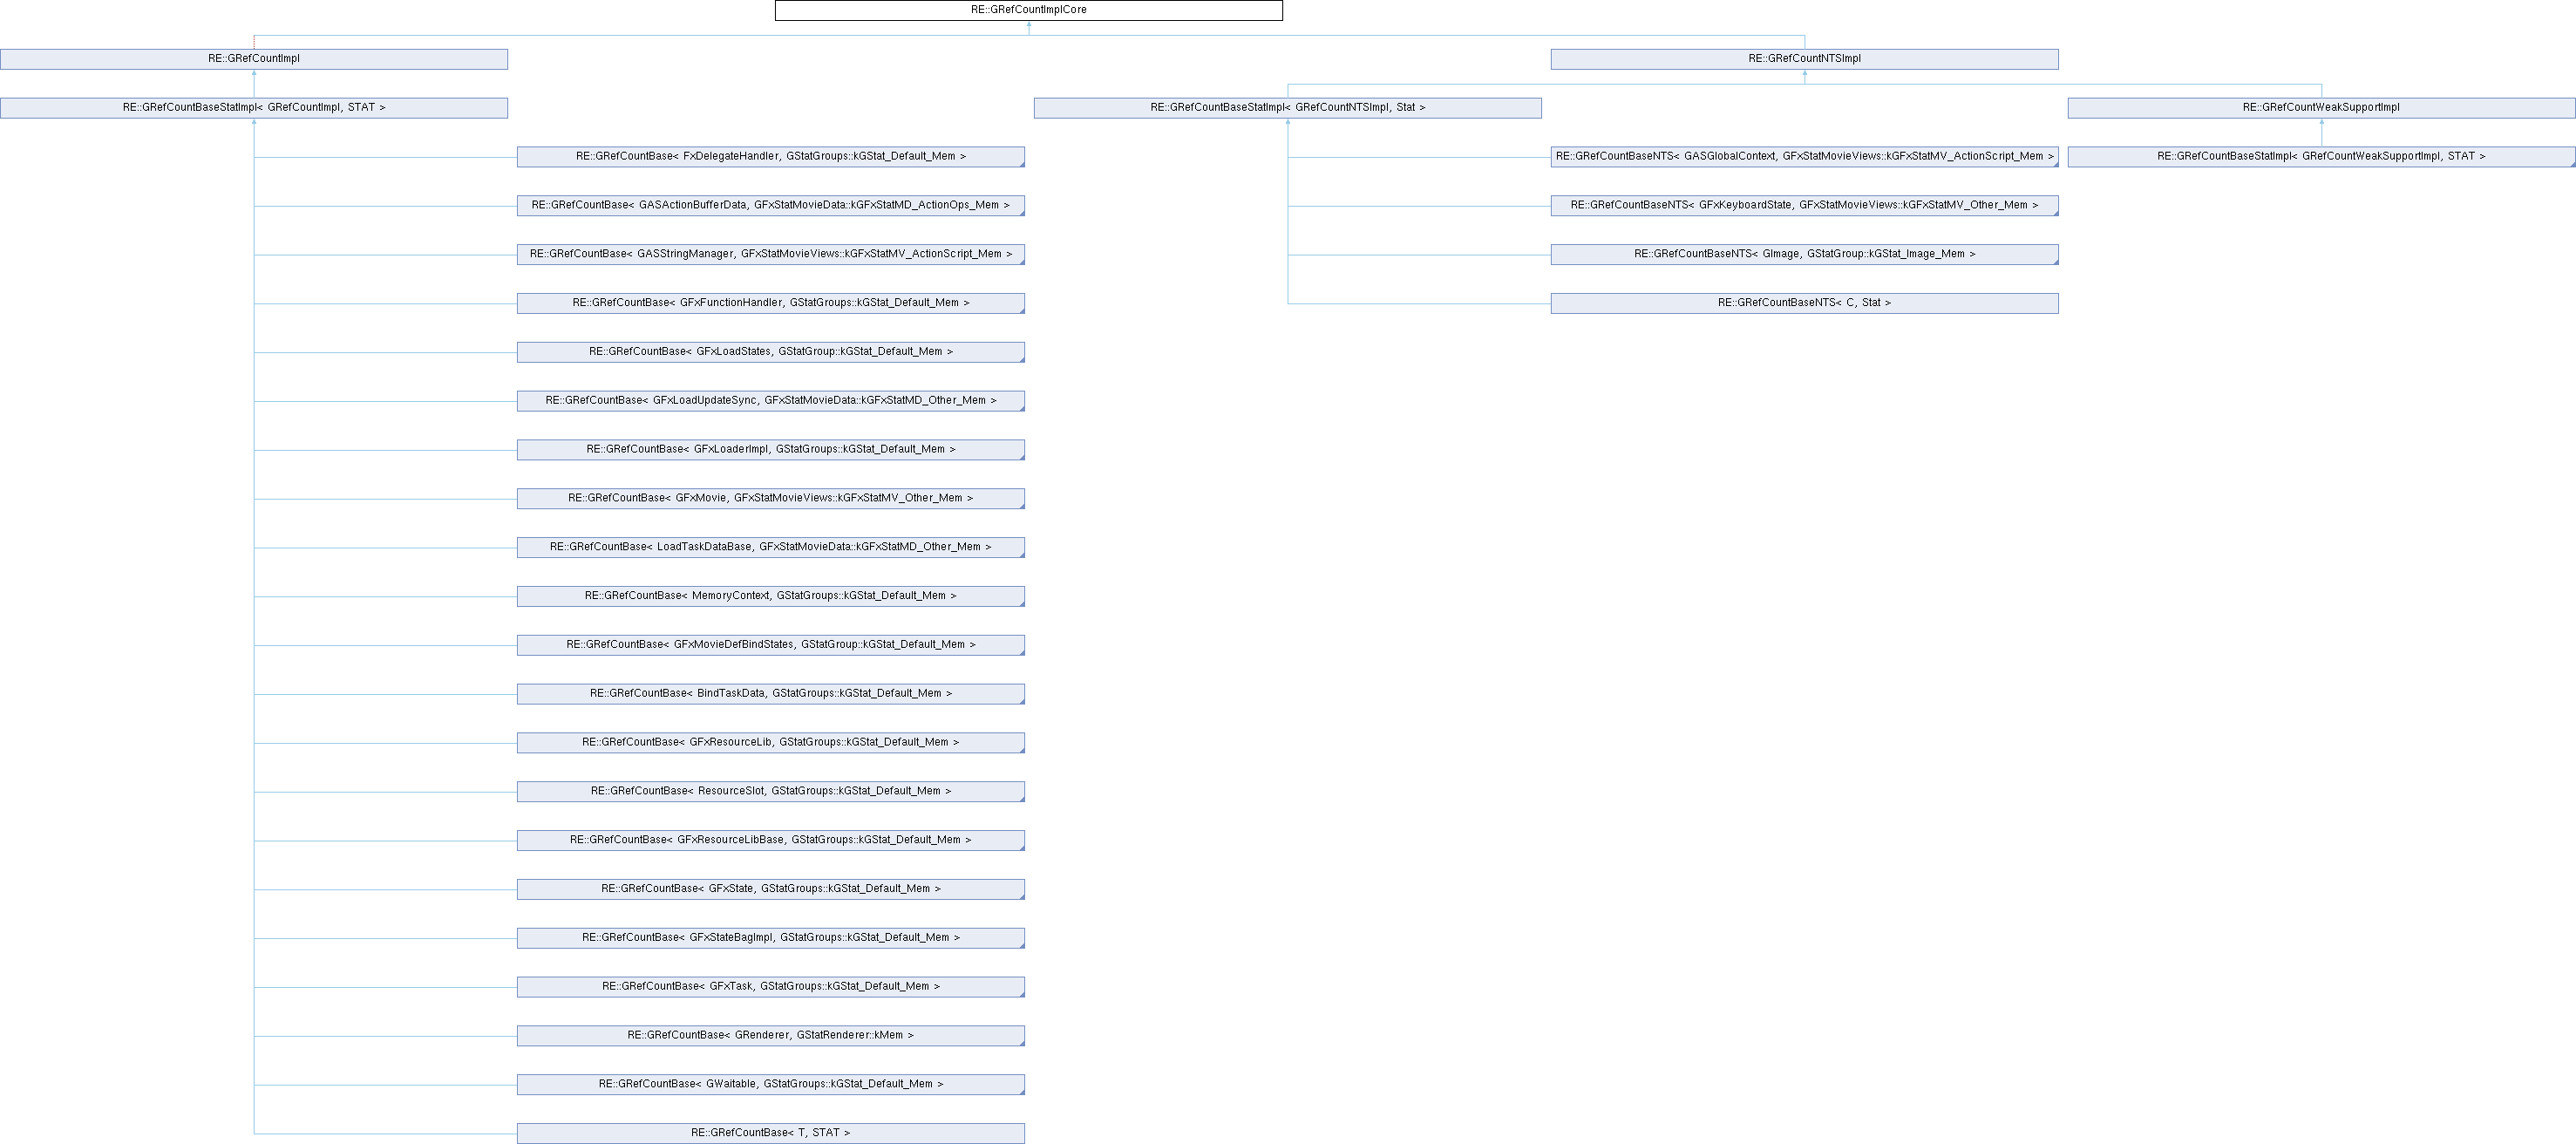 RE::GRefCountImplCore
RE::GRefCountImpl
RE::GRefCountNTSImpl
RE::GRefCountBaseStatImpl< GRefCountImpl, STAT >
RE::GRefCountBaseStatImpl< GRefCountNTSImpl, Stat >
RE::GRefCountWeakSupportImpl
RE::GRefCountBase< FxDelegateHandler, GStatGroups::kGStat_Default_Mem >
RE::GRefCountBaseNTS< GASGlobalContext, GFxStatMovieViews::kGFxStatMV_ActionScript_Mem >
RE::GRefCountBaseStatImpl< GRefCountWeakSupportImpl, STAT >
RE::GRefCountBase< GASActionBufferData, GFxStatMovieData::kGFxStatMD_ActionOps_Mem >
RE::GRefCountBaseNTS< GFxKeyboardState, GFxStatMovieViews::kGFxStatMV_Other_Mem >
RE::GRefCountBase< GASStringManager, GFxStatMovieViews::kGFxStatMV_ActionScript_Mem >
RE::GRefCountBaseNTS< GImage, GStatGroup::kGStat_Image_Mem >
RE::GRefCountBase< GFxFunctionHandler, GStatGroups::kGStat_Default_Mem >
RE::GRefCountBaseNTS< C, Stat >
RE::GRefCountBase< GFxLoadStates, GStatGroup::kGStat_Default_Mem >
RE::GRefCountBase< GFxLoadUpdateSync, GFxStatMovieData::kGFxStatMD_Other_Mem >
RE::GRefCountBase< GFxLoaderImpl, GStatGroups::kGStat_Default_Mem >
RE::GRefCountBase< GFxMovie, GFxStatMovieViews::kGFxStatMV_Other_Mem >
RE::GRefCountBase< LoadTaskDataBase, GFxStatMovieData::kGFxStatMD_Other_Mem >
RE::GRefCountBase< MemoryContext, GStatGroups::kGStat_Default_Mem >
RE::GRefCountBase< GFxMovieDefBindStates, GStatGroup::kGStat_Default_Mem >
RE::GRefCountBase< BindTaskData, GStatGroups::kGStat_Default_Mem >
RE::GRefCountBase< GFxResourceLib, GStatGroups::kGStat_Default_Mem >
RE::GRefCountBase< ResourceSlot, GStatGroups::kGStat_Default_Mem >
RE::GRefCountBase< GFxResourceLibBase, GStatGroups::kGStat_Default_Mem >
RE::GRefCountBase< GFxState, GStatGroups::kGStat_Default_Mem >
RE::GRefCountBase< GFxStateBagImpl, GStatGroups::kGStat_Default_Mem >
RE::GRefCountBase< GFxTask, GStatGroups::kGStat_Default_Mem >
RE::GRefCountBase< GRenderer, GStatRenderer::kMem >
RE::GRefCountBase< GWaitable, GStatGroups::kGStat_Default_Mem >
RE::GRefCountBase< T, STAT >